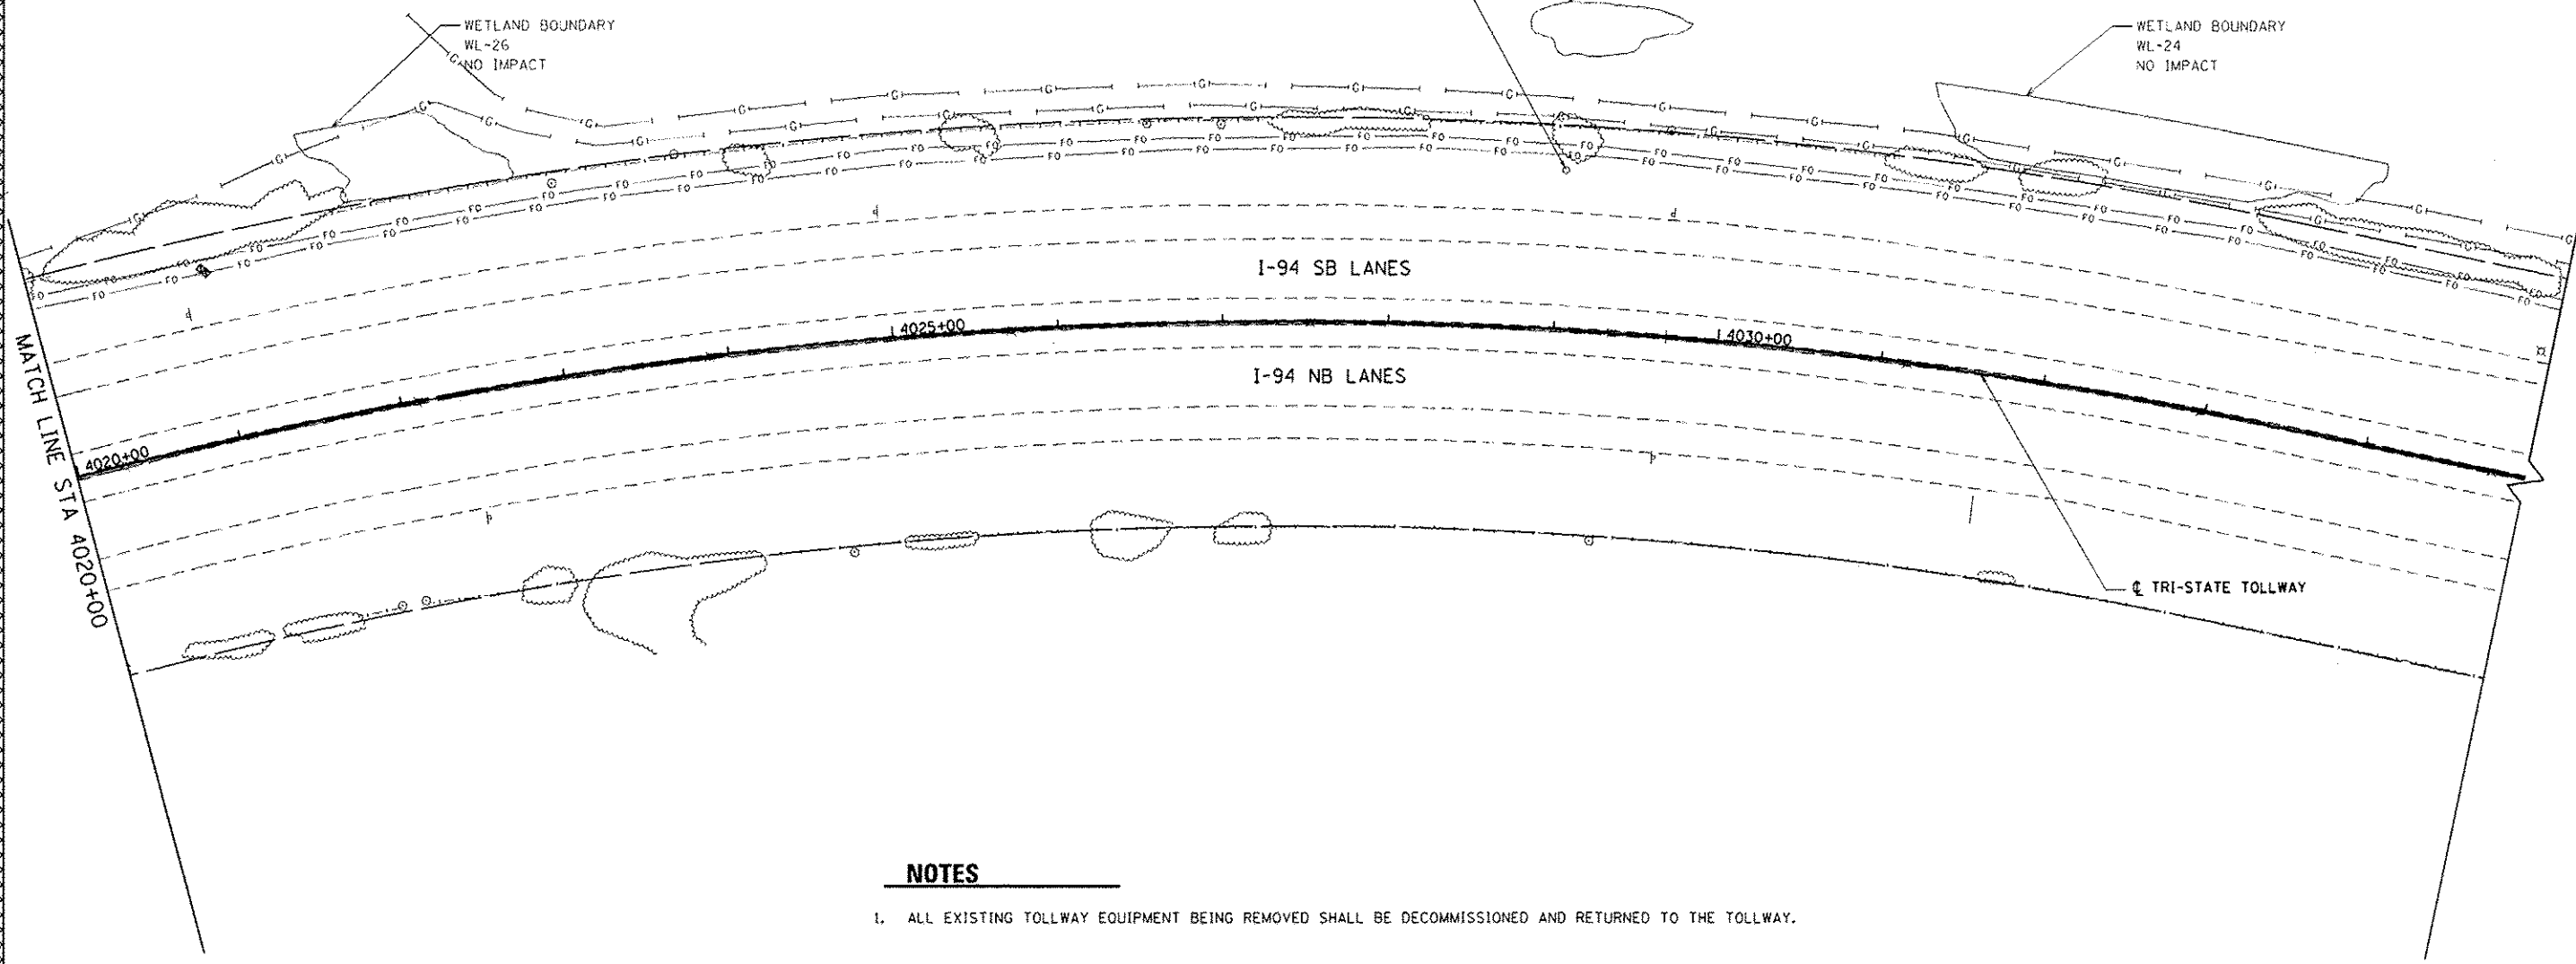 WETLAND BOUNDARY
WL-26
NO IMPACT
WETLAND BOUNDARY
WL-24
NO IMPACT
I-94 SB LANES
4025+00
4030+00
I-94 NB LANES
4020+00
MATCH LINE STA 4020+00
℄ TRI-STATE TOLLWAY
NOTES
1. ALL EXISTING TOLLWAY EQUIPMENT BEING REMOVED SHALL BE DECOMMISSIONED AND RETURNED TO THE TOLLWAY.